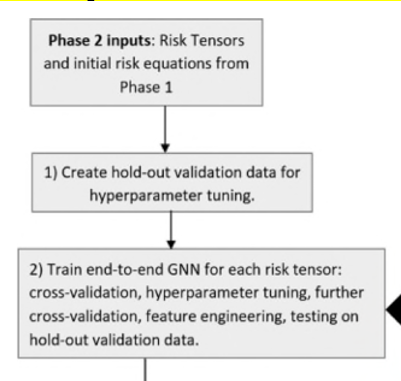 Phase 2 inputs: Risk Tensors
and initial risk equations from
Phase 1
1) Create hold-out validation data for
hyperparameter tuning.
2) Train end-to-end GNN for each risk tensor:
cross-validation, hyperparameter tuning, further
cross-validation, feature engineering, testing on
hold-out validation data.